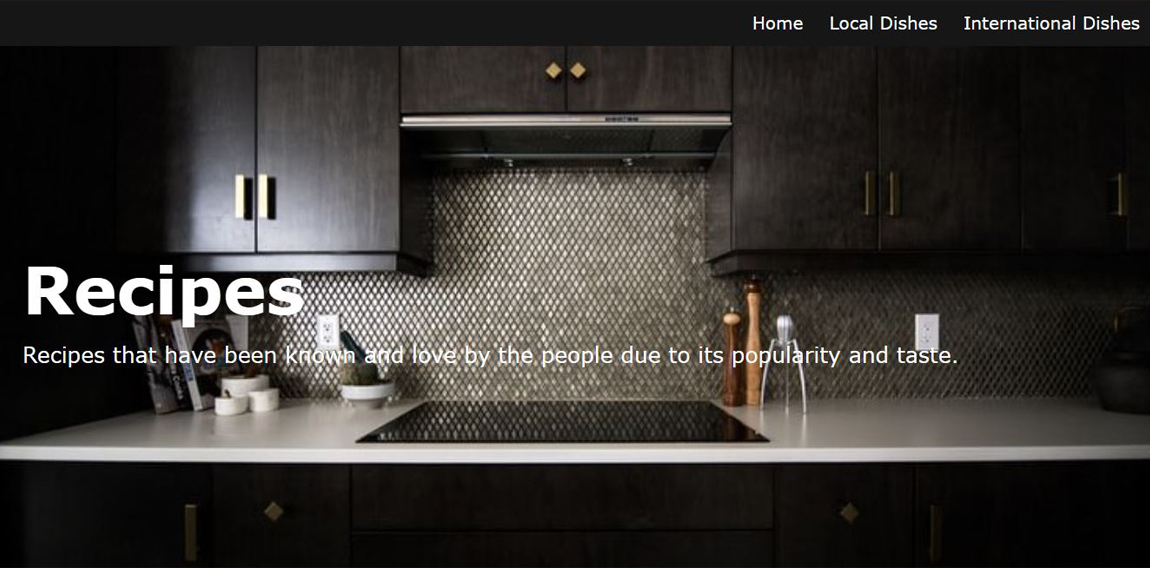 Home Local Dishes International Dishes
Recipes
Recipes that have been known and love by the people due to its popularity and taste.